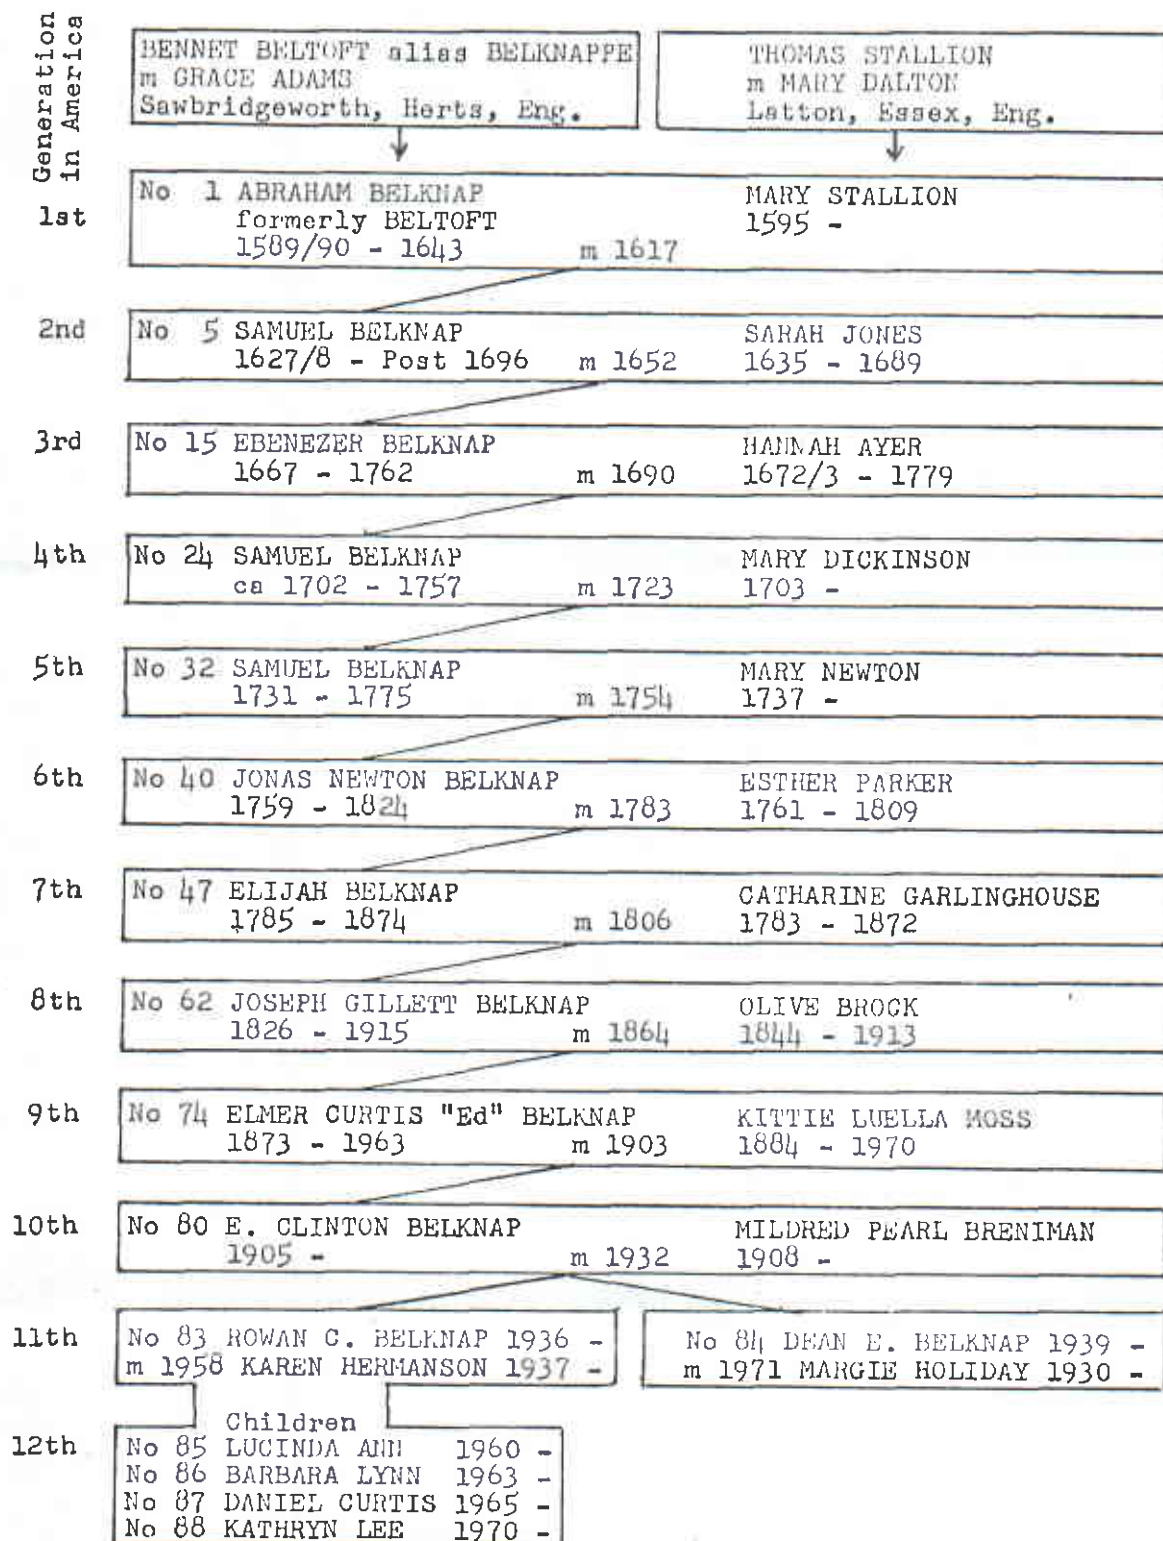 Generation
in America
BENNET BELTOFT alias BELKNAPPE
m GRACE ADAMS
Sawbridgeworth, Herts, Eng.
THOMAS STALLION
m MARY DALTON
Latton, Essex, Eng.
1st
No 1 ABRAHAM BELKNAP MARY STALLION
formerly BELTOFT 1595 -
1589/90 - 1643 m 1617
2nd
No 5 SAMUEL BELKNAP SARAH JONES
1627/8 - Post 1696 m 1652 1635 - 1689
3rd
No 15 EBENEZER BELKNAP HANNAH AYER
1667 - 1762 m 1690 1672/3 - 1779
4th
No 24 SAMUEL BELKNAP MARY DICKINSON
ca 1702 - 1757 m 1723 1703 -
5th
No 32 SAMUEL BELKNAP MARY NEWTON
1731 - 1775 m 1754 1737 -
6th
No 40 JONAS NEWTON BELKNAP ESTHER PARKER
1759 - 1824 m 1783 1761 - 1809
7th
No 47 ELIJAH BELKNAP CATHARINE GARLINGHOUSE
1785 - 1874 m 1806 1783 - 1872
8th
No 62 JOSEPH GILLETT BELKNAP OLIVE BROCK
1826 - 1915 m 1864 1844 - 1913
9th
No 74 ELMER CURTIS "Ed" BELKNAP KITTIE LUELLA MOSS
1873 - 1963 m 1903 1884 - 1970
10th
No 80 E. CLINTON BELKNAP MILDRED PEARL BRENIMAN
1905 - m 1932 1908 -
11th
No 83 ROWAN C. BELKNAP 1936 -
m 1958 KAREN HERMANSON 1937 -
No 84 DEAN E. BELKNAP 1939 -
m 1971 MARGIE HOLIDAY 1930 -
12th
Children
No 85 LUCINDA ANN 1960 -
No 86 BARBARA LYNN 1963 -
No 87 DANIEL CURTIS 1965 -
No 88 KATHRYN LEE 1970 -